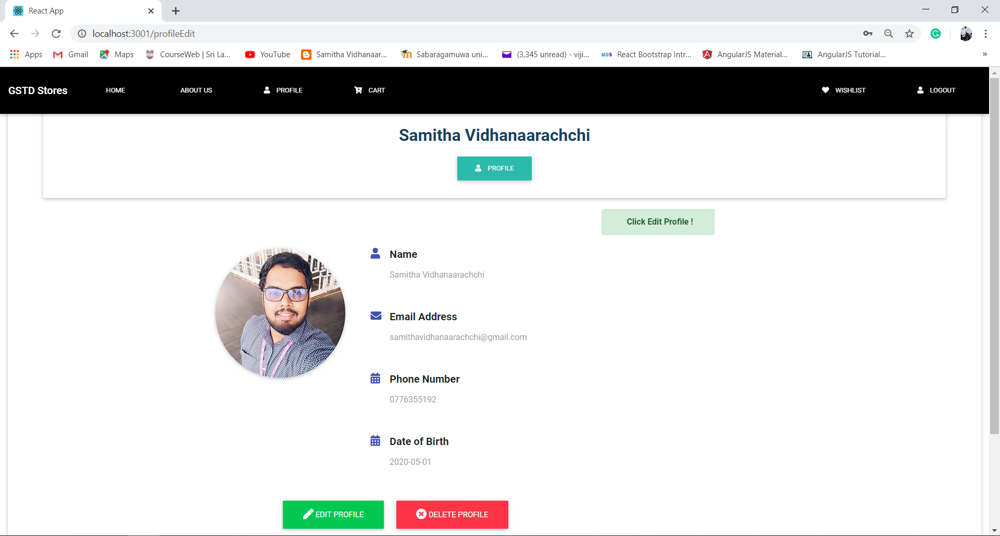 React App
localhost:3001/profileEdit
Apps Gmail Maps CourseWeb | Sri La... YouTube Samitha Vidhanaar... Sabaragamuwa uni... (3,345 unread) - viji... MDB React Bootstrap Intr... AngularJS Material... AngularJS Tutorial... »
GSTD Stores HOME ABOUT US PROFILE CART WISHLIST LOGOUT
Samitha Vidhanaarachchi
PROFILE
Click Edit Profile !
Name
Samitha Vidhanaarachchi
Email Address
samithavidhanaarachchi@gmail.com
Phone Number
0776355192
Date of Birth
2020-05-01
EDIT PROFILE DELETE PROFILE